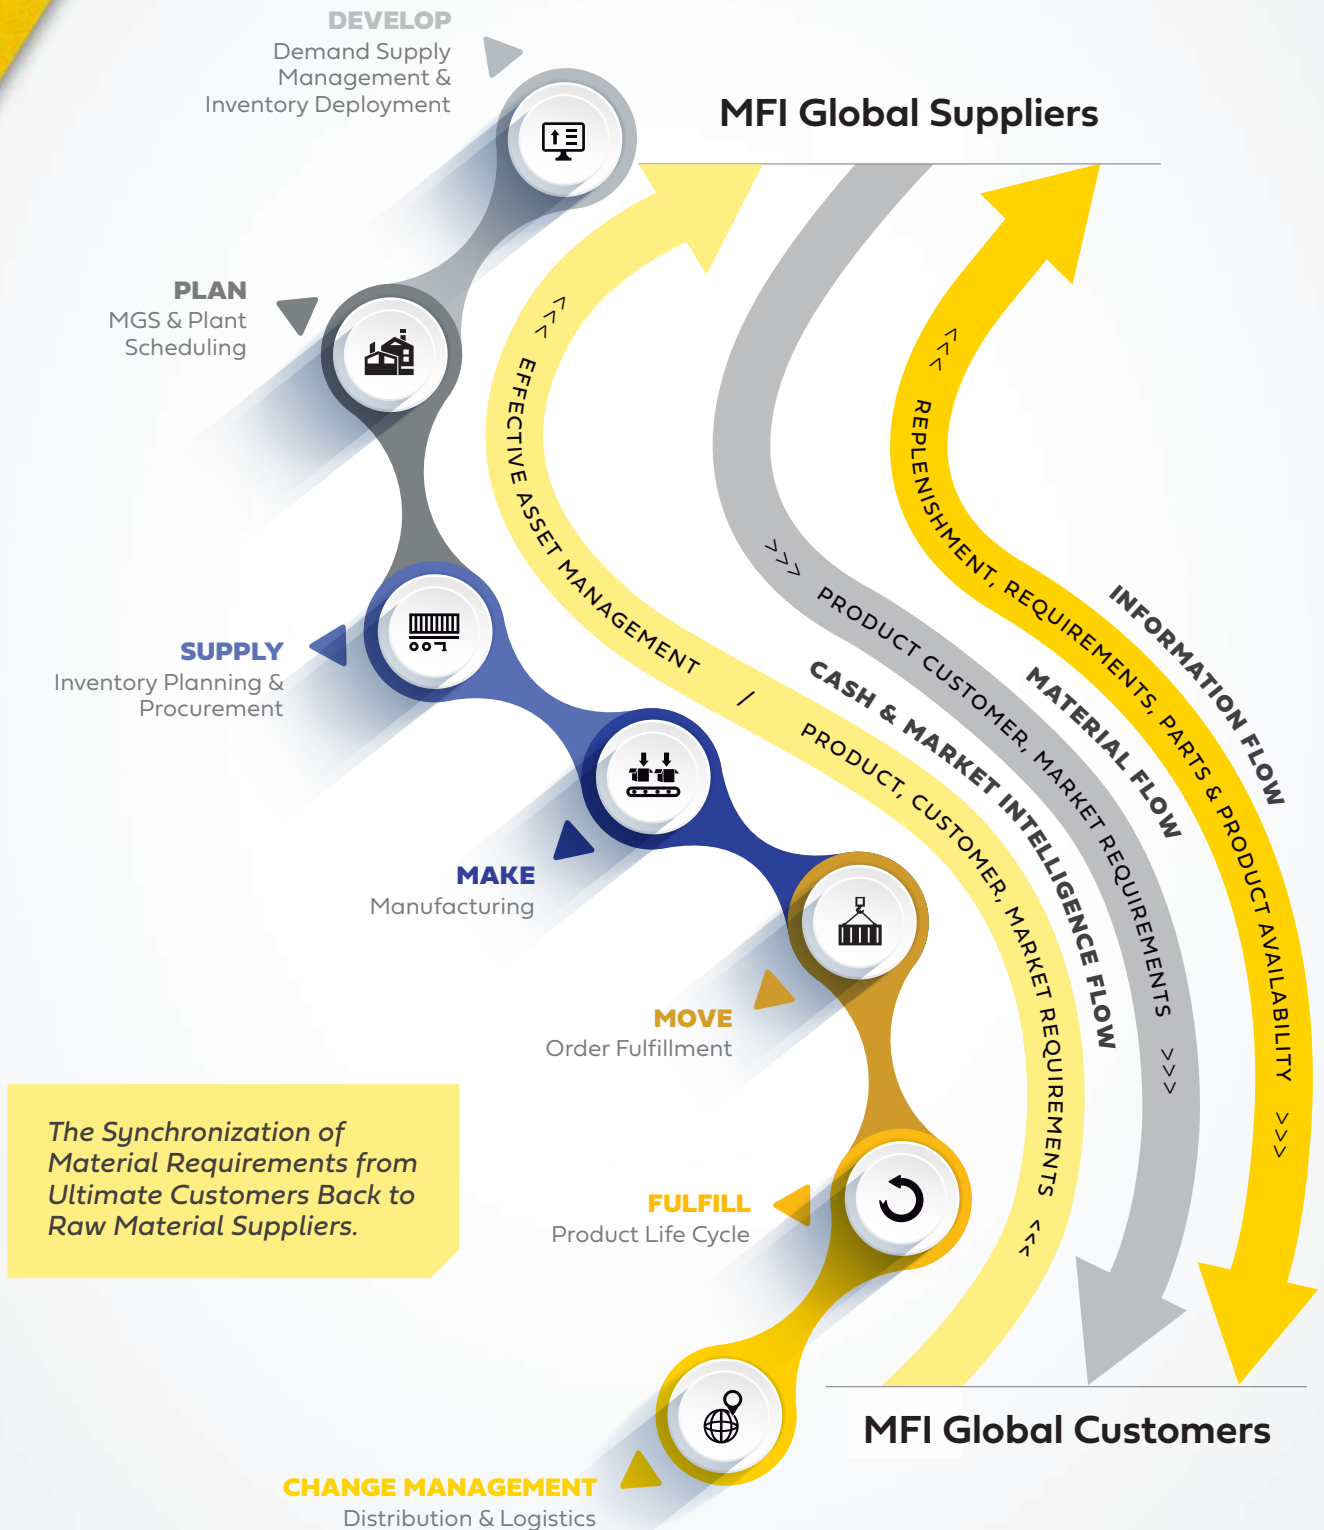 DEVELOP
Demand Supply
Management &
Inventory Deployment
MFI Global Suppliers
PLAN
MGS & Plant
Scheduling
SUPPLY
Inventory Planning &
Procurement
MAKE
Manufacturing
MOVE
Order Fulfillment
FULFILL
Product Life Cycle
CHANGE MANAGEMENT
Distribution & Logistics
<<< EFFECTIVE ASSET MANAGEMENT / PRODUCT, CUSTOMER, MARKET REQUIREMENTS <<<
CASH & MARKET INTELLIGENCE FLOW
>>> PRODUCT CUSTOMER, MARKET REQUIREMENTS >>>
MATERIAL FLOW
<<< REPLENISHMENT, REQUIREMENTS, PARTS & PRODUCT AVAILABILITY >>>
INFORMATION FLOW
The Synchronization of
Material Requirements from
Ultimate Customers Back to
Raw Material Suppliers.
MFI Global Customers